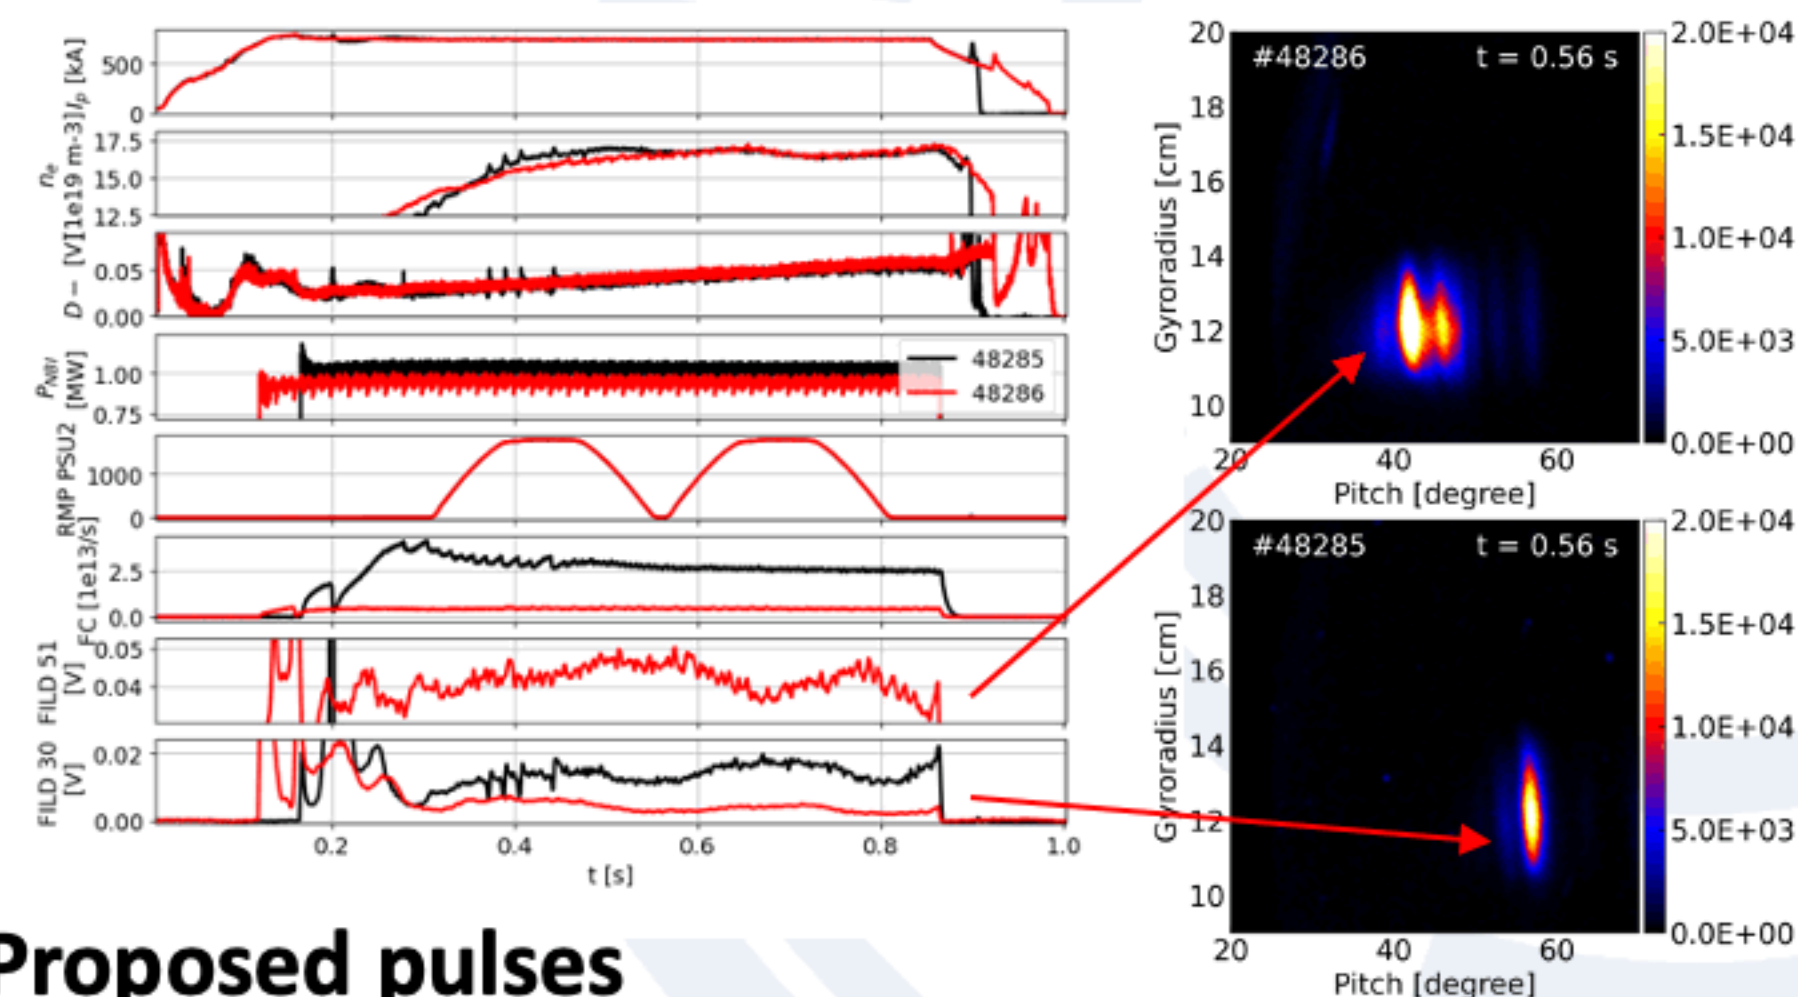 I_p [kA]
500
0
n_e [1e19 m-3]
17.5
15.0
12.5
D − [V]
0.05
0.00
P_NBI [MW]
1.00
0.75
48285
48286
RMP PSU2
1000
0
FC [1e13/s]
2.5
0.0
FILD 51 [V]
0.05
0.04
FILD 30 [V]
0.02
0.00
0.2 0.4 0.6 0.8 1.0
t [s]
#48286 t = 0.56 s
Gyroradius [cm]
20
18
16
14
12
10
20 40 60
Pitch [degree]
2.0E+04
1.5E+04
1.0E+04
5.0E+03
0.0E+00
#48285 t = 0.56 s
Gyroradius [cm]
20
18
16
14
12
10
20 40 60
Pitch [degree]
2.0E+04
1.5E+04
1.0E+04
5.0E+03
0.0E+00
Proposed pulses